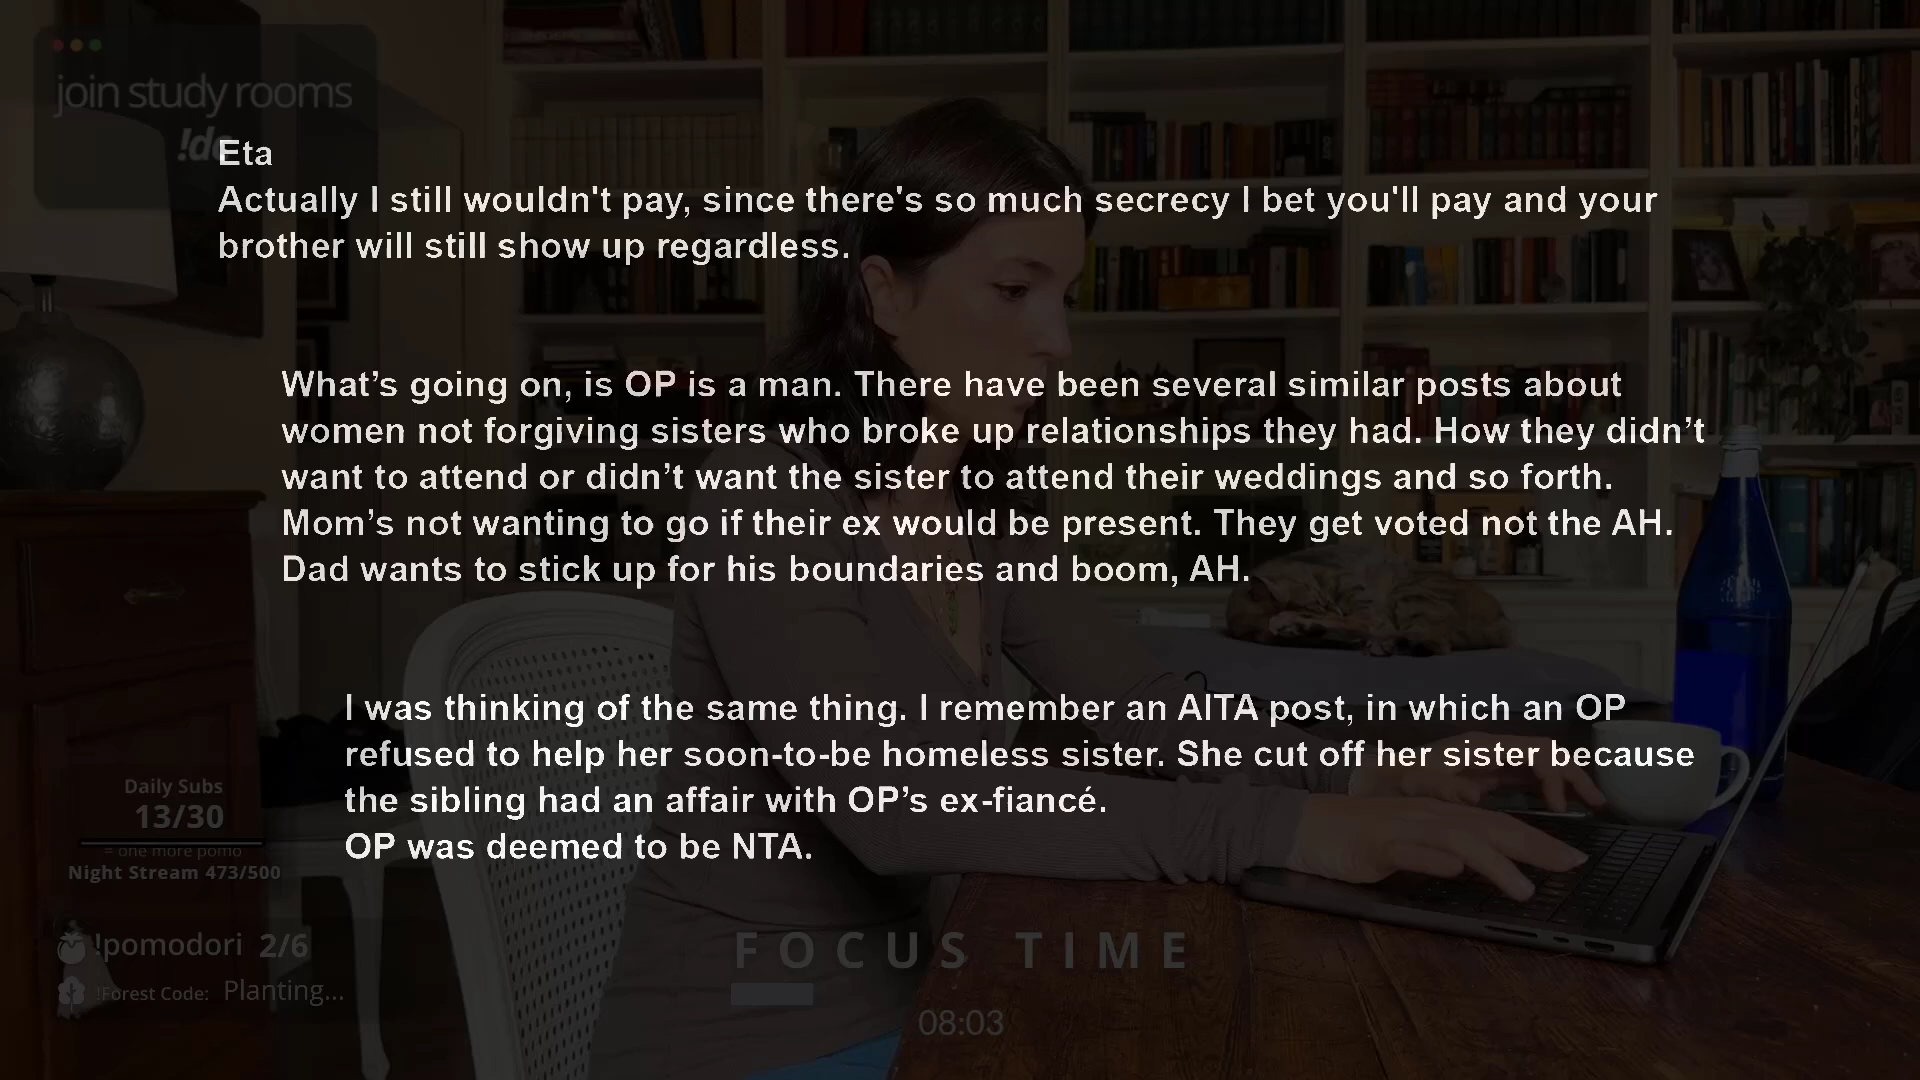 join study rooms
!do
Eta
Actually I still wouldn't pay, since there's so much secrecy I bet you'll pay and your
brother will still show up regardless.
What’s going on, is OP is a man. There have been several similar posts about
women not forgiving sisters who broke up relationships they had. How they didn’t
want to attend or didn’t want the sister to attend their weddings and so forth.
Mom’s not wanting to go if their ex would be present. They get voted not the AH.
Dad wants to stick up for his boundaries and boom, AH.
I was thinking of the same thing. I remember an AITA post, in which an OP
refused to help her soon-to-be homeless sister. She cut off her sister because
the sibling had an affair with OP’s ex-fiancé.
OP was deemed to be NTA.
Daily Subs
13/30
= one more pomo
Night Stream 473/500
!pomodori 2/6
!Forest Code: Planting...
FOCUS TIME
08:03